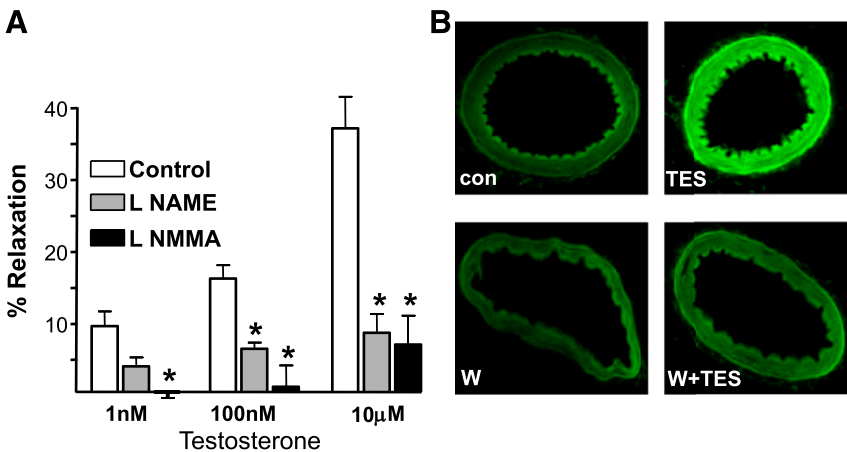 A
B
40
30
20
10
% Relaxation
Control
L NAME
L NMMA
*
*
*
*
*
1nM
100nM
10μM
Testosterone
con
TES
W
W+TES